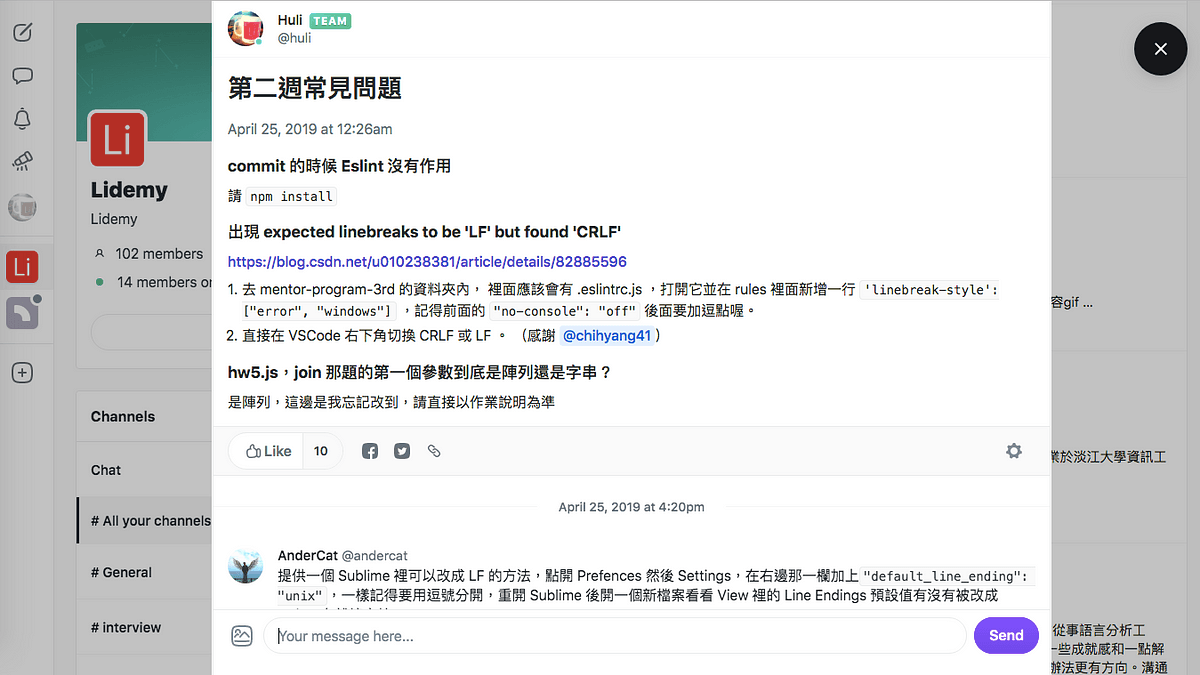 Huli TEAM
@huli
第二週常見問題
April 25, 2019 at 12:26am
commit 的時候 Eslint 沒有作用
請 npm install
出現 expected linebreaks to be 'LF' but found 'CRLF'
https://blog.csdn.net/u010238381/article/details/82885596
1. 去 mentor-program-3rd 的資料夾內， 裡面應該會有 .eslintrc.js ，打開它並在 rules 裡面新增一行 'linebreak-style':
["error", "windows"] ，記得前面的 "no-console": "off" 後面要加逗點喔。
2. 直接在 VSCode 右下角切換 CRLF 或 LF 。 （感謝 @chihyang41 ）
hw5.js，join 那題的第一個參數到底是陣列還是字串？
是陣列，這邊是我忘記改到，請直接以作業說明為準
Like 10
April 25, 2019 at 4:20pm
AnderCat @andercat
提供一個 Sublime 裡可以改成 LF 的方法，點開 Prefences 然後 Settings，在右邊那一欄加上 "default_line_ending":
"unix" ，一樣記得要用逗號分開，重開 Sublime 後開一個新檔案看看 View 裡的 Line Endings 預設值有沒有被改成
Your message here...
Send
Li
Lidemy
Lidemy
102 members
14 members on
Li
Channels
Chat
# All your channels
# General
# interview
容gif ...
業於淡江大學資訊工
從事語言分析工
一些成就感和一點解
辦法更有方向。溝通